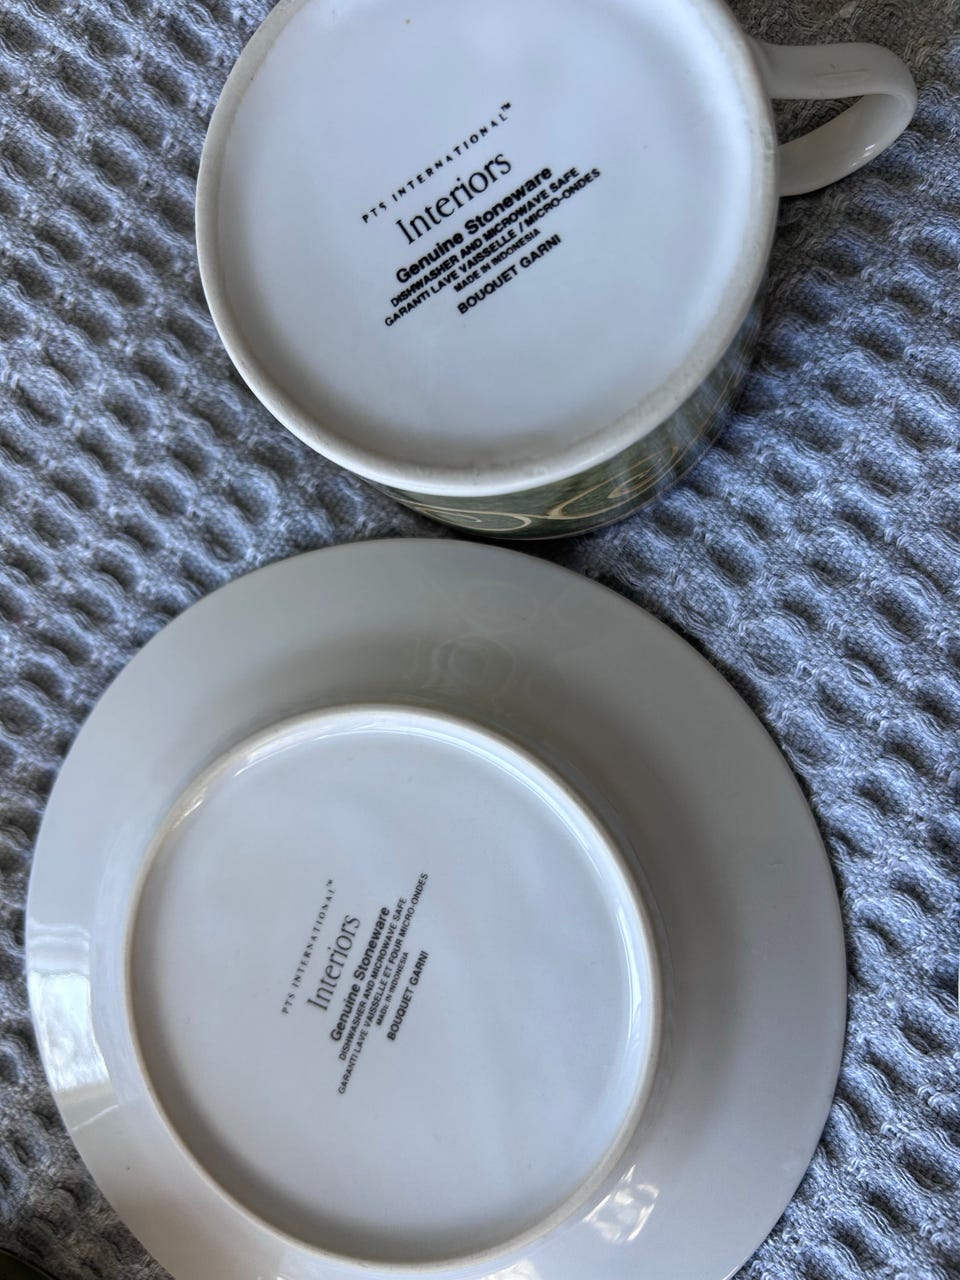 PTS INTERNATIONAL™
Interiors
Genuine Stoneware
DISHWASHER AND MICROWAVE SAFE
GARANTI LAVE VAISSELLE / MICRO-ONDES
MADE IN INDONESIA
BOUQUET GARNI
PTS INTERNATIONAL™
Interiors
Genuine Stoneware
DISHWASHER AND MICROWAVE SAFE
GARANTI LAVE VAISSELLE ET FOUR MICRO-ONDES
MADE IN INDONESIA
BOUQUET GARNI